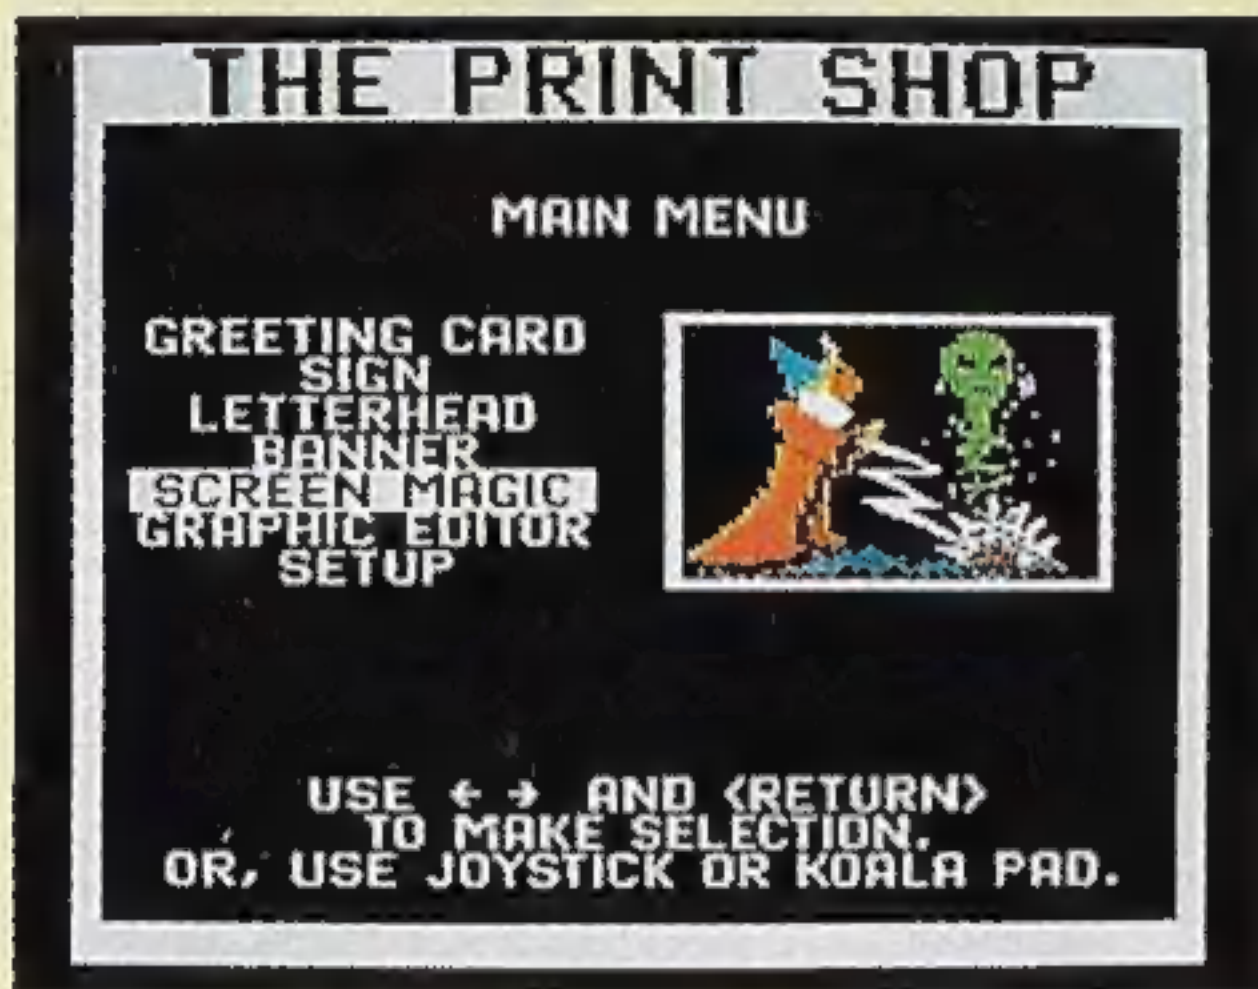 THE PRINT SHOP
MAIN MENU
GREETING CARD
SIGN
LETTERHEAD
BANNER
SCREEN MAGIC
GRAPHIC EDITOR
SETUP
USE ← → AND <RETURN>
TO MAKE SELECTION.
OR, USE JOYSTICK OR KOALA PAD.